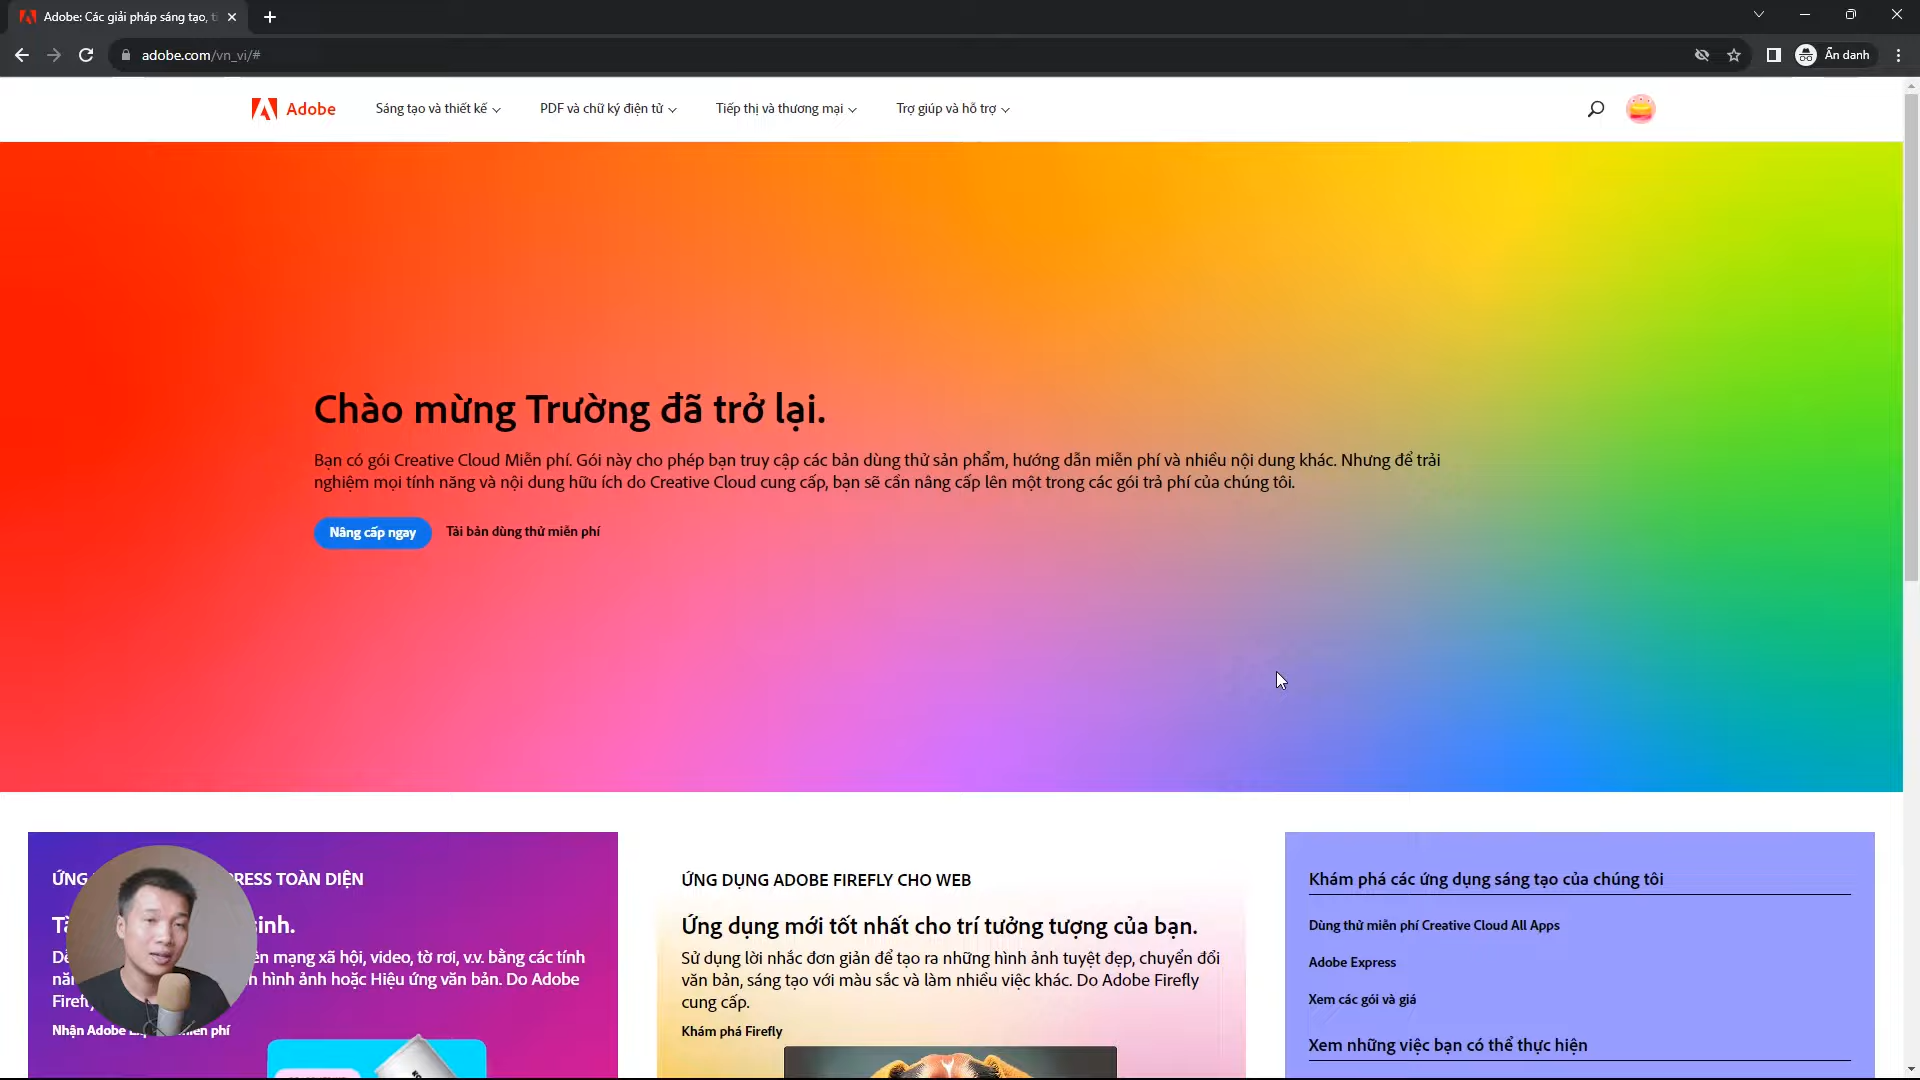 Adobe: Các giải pháp sáng tạo, t
adobe.com/vn_vi/#
Ẩn danh
Adobe
Sáng tạo và thiết kế
PDF và chữ ký điện tử
Tiếp thị và thương mại
Trợ giúp và hỗ trợ
Chào mừng Trường đã trở lại.
Bạn có gói Creative Cloud Miễn phí. Gói này cho phép bạn truy cập các bản dùng thử sản phẩm, hướng dẫn miễn phí và nhiều nội dung khác. Nhưng để trải
nghiệm mọi tính năng và nội dung hữu ích do Creative Cloud cung cấp, bạn sẽ cần nâng cấp lên một trong các gói trả phí của chúng tôi.
Nâng cấp ngay
Tải bản dùng thử miễn phí
ỨNG RESS TOÀN DIỆN
sinh.
ên mạng xã hội, video, tờ rơi, v.v. bằng các tính
hình ảnh hoặc Hiệu ứng văn bản. Do Adobe
Nhận Adobe phí
ỨNG DỤNG ADOBE FIREFLY CHO WEB
Ứng dụng mới tốt nhất cho trí tưởng tượng của bạn.
Sử dụng lời nhắc đơn giản để tạo ra những hình ảnh tuyệt đẹp, chuyển đổi
văn bản, sáng tạo với màu sắc và làm nhiều việc khác. Do Adobe Firefly
cung cấp.
Khám phá Firefly
Khám phá các ứng dụng sáng tạo của chúng tôi
Dùng thử miễn phí Creative Cloud All Apps
Adobe Express
Xem các gói và giá
Xem những việc bạn có thể thực hiện